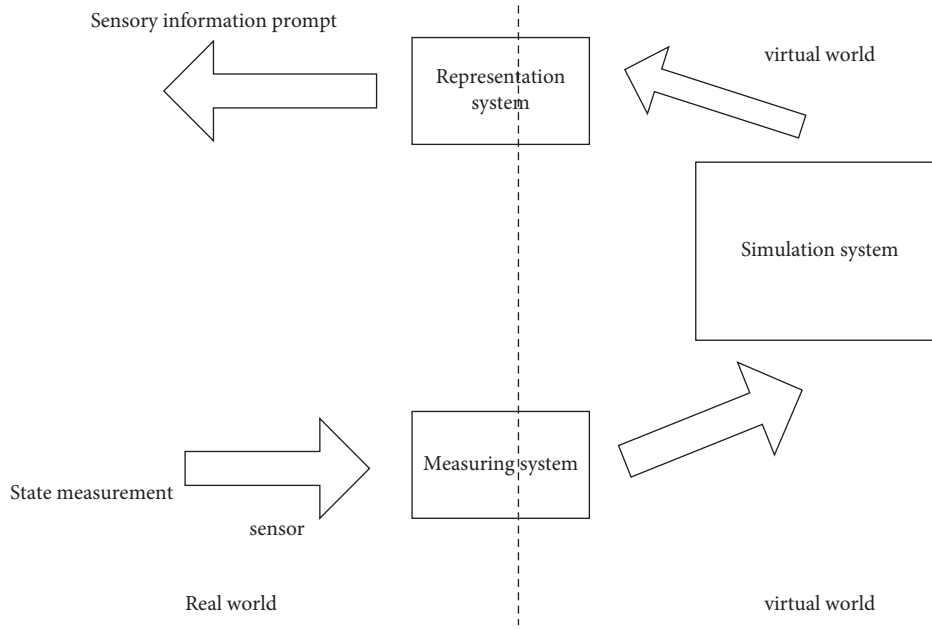 Sensory information prompt
Representation
system
virtual world
Simulation system
Measuring system
State measurement
sensor
Real world
virtual world